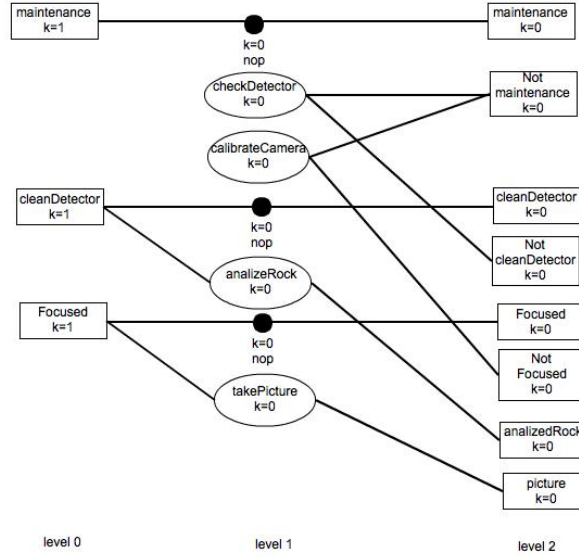 maintenance
k=1
maintenance
k=0
k=0
nop
checkDetector
k=0
Not
maintenance
k=0
calibrateCamera
k=0
cleanDetector
k=1
cleanDetector
k=0
k=0
nop
Not
cleanDetector
k=0
analizeRock
k=0
Focused
k=1
Focused
k=0
k=0
nop
Not
Focused
k=0
takePicture
k=0
analizedRock
k=0
picture
k=0
level 0
level 1
level 2